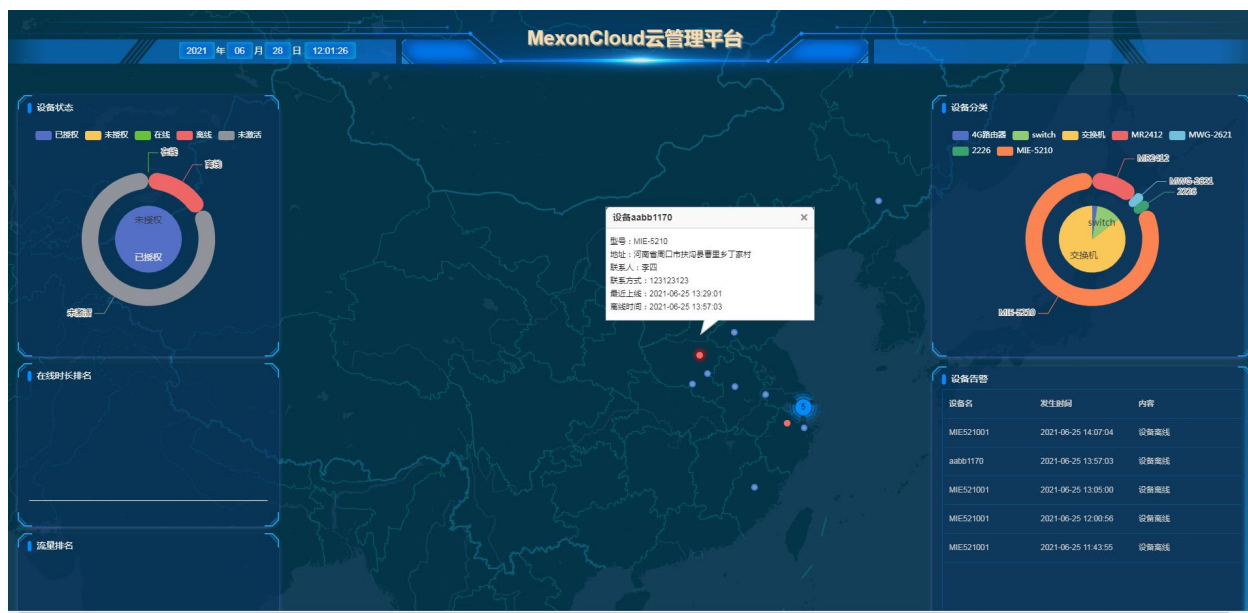 MexonCloud云管理平台
2021 年 06 月 28 日 12:01:26
设备状态
已授权 未授权 在线 离线 未激活
在线
离线
未授权
已授权
未激活
在线时长排名
流量排名
设备aabb1170 ×
型号：MIE-5210
地址：河南省周口市扶沟县曹里乡丁家村
联系人：李四
联系方式：123123123
最近上线：2021-06-25 13:29:01
离线时间：2021-06-25 13:57:03
5
设备分类
4G路由器 switch 交换机 MR2412 MWG-2621
2226 MIE-5210
MR2412
MWG-2621
2226
switch
交换机
MIE-5210
设备告警
设备名 发生时间 内容
MIE521001 2021-06-25 14:07:04 设备离线
aabb1170 2021-06-25 13:57:03 设备离线
MIE521001 2021-06-25 13:05:00 设备离线
MIE521001 2021-06-25 12:00:56 设备离线
MIE521001 2021-06-25 11:43:55 设备离线